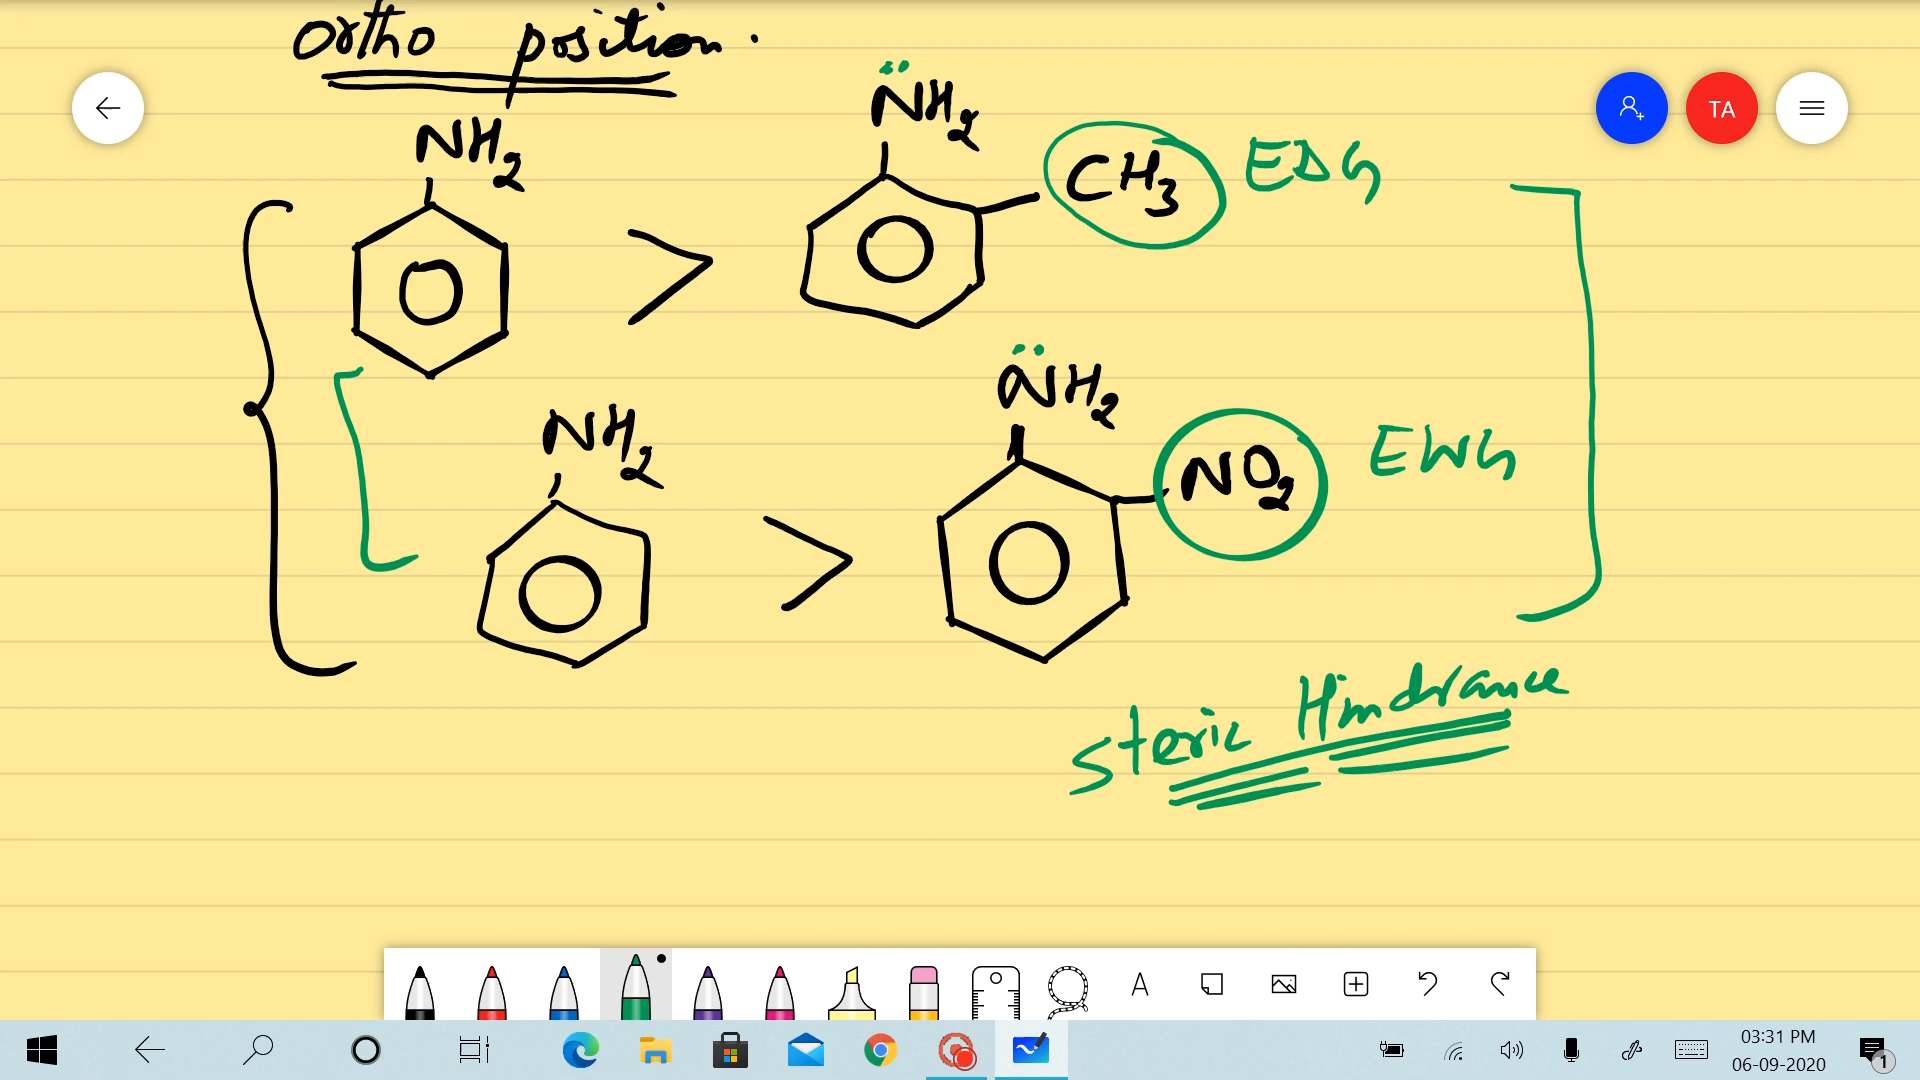 Ortho position.
NH2
NH2
CH3 EDG
>
NH2
NH2
NO2 EWG
>
Steric Hindrance
TA
A
03:31 PM
06-09-2020
1